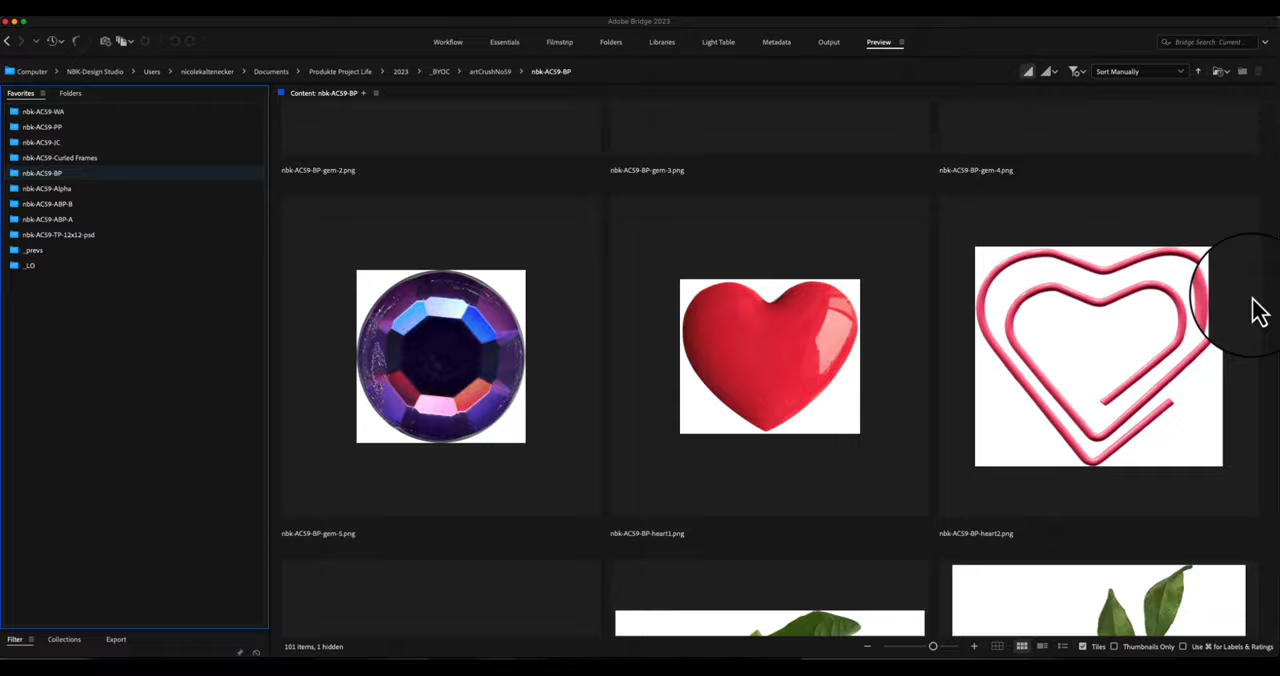 Adobe Bridge 2023
Workflow Essentials Filmstrip Folders Libraries Light Table Metadata Output Preview
Bridge Search: Current ...
Computer NBK-Design Studio Users nicolekaltenecker Documents Produkte Project Life 2023 _BYOC artCrushNo59 nbk-AC59-BP
Sort Manually
Favorites Folders
Content: nbk-AC59-BP
nbk-AC59-WA
nbk-AC59-PP
nbk-AC59-JC
nbk-AC59-Curled Frames
nbk-AC59-BP
nbk-AC59-Alpha
nbk-AC59-ABP-B
nbk-AC59-ABP-A
nbk-AC59-TP-12x12-psd
_prevs
_LO
nbk-AC59-BP-gem-2.png
nbk-AC59-BP-gem-3.png
nbk-AC59-BP-gem-4.png
nbk-AC59-BP-gem-5.png
nbk-AC59-BP-heart1.png
nbk-AC59-BP-heart2.png
Filter Collections Export
101 items, 1 hidden
Tiles Thumbnails Only Use ⌘ for Labels & Ratings